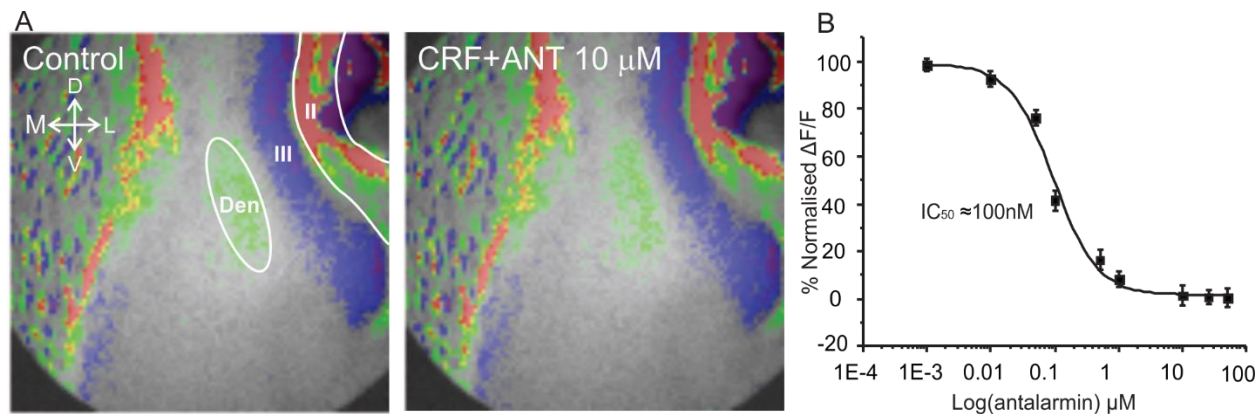 A
Control
D
M L
V
II
III
Den
CRF+ANT 10 μM
B
100
80
60
40
20
0
-20
% Normalised ΔF/F
IC₅₀ ≈100nM
1E-4 1E-3 0.01 0.1 1 10 100
Log(antalarmin) μM